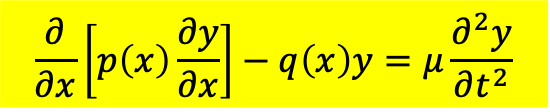 ∂/∂x [p(x) ∂y/∂x] − q(x)y = μ ∂²y/∂t²